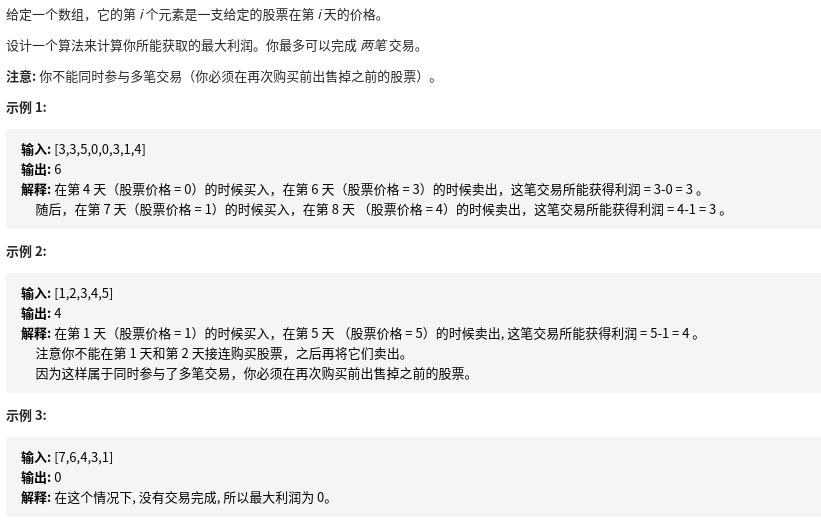 给定一个数组，它的第 i 个元素是一支给定的股票在第 i 天的价格。
设计一个算法来计算你所能获取的最大利润。你最多可以完成 两笔 交易。
注意: 你不能同时参与多笔交易（你必须在再次购买前出售掉之前的股票）。
示例 1:
输入: [3,3,5,0,0,3,1,4]
输出: 6
解释: 在第 4 天（股票价格 = 0）的时候买入，在第 6 天（股票价格 = 3）的时候卖出，这笔交易所能获得利润 = 3-0 = 3 。
随后，在第 7 天（股票价格 = 1）的时候买入，在第 8 天 （股票价格 = 4）的时候卖出，这笔交易所能获得利润 = 4-1 = 3 。
示例 2:
输入: [1,2,3,4,5]
输出: 4
解释: 在第 1 天（股票价格 = 1）的时候买入，在第 5 天 （股票价格 = 5）的时候卖出, 这笔交易所能获得利润 = 5-1 = 4 。
注意你不能在第 1 天和第 2 天接连购买股票，之后再将它们卖出。
因为这样属于同时参与了多笔交易，你必须在再次购买前出售掉之前的股票。
示例 3:
输入: [7,6,4,3,1]
输出: 0
解释: 在这个情况下, 没有交易完成, 所以最大利润为 0。